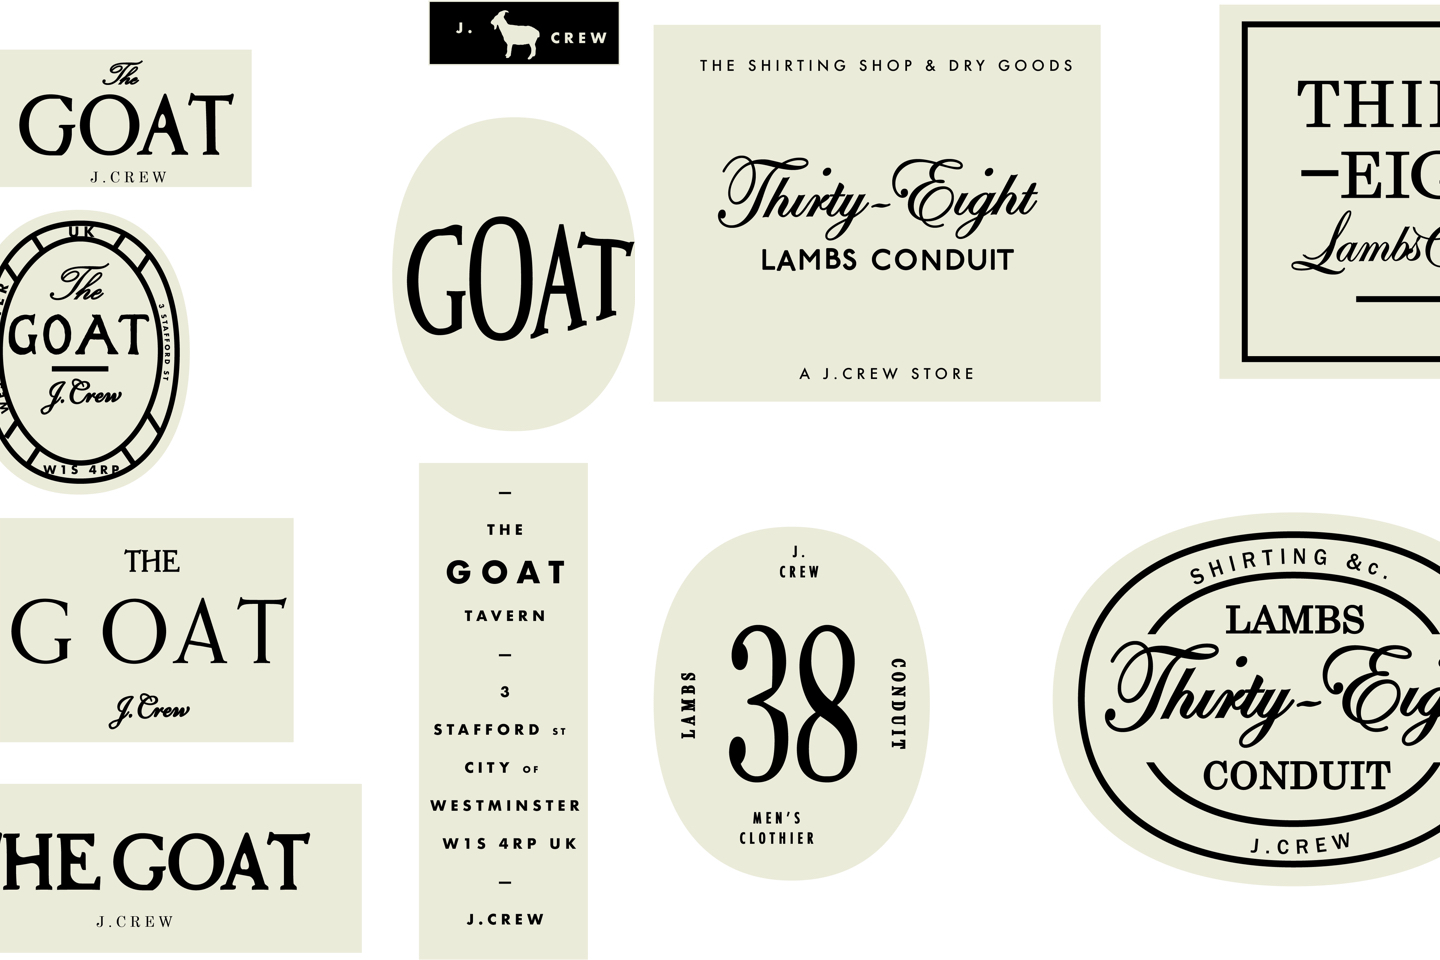 The
GOAT
J.CREW
UK
3 STAFFORD ST
The
GOAT
J.Crew
W1S 4RP
THE
GOAT
J.Crew
THE GOAT
J.CREW
J. CREW
GOAT
—
THE
GOAT
TAVERN
—
3
STAFFORD ST
CITY OF
WESTMINSTER
W1S 4RP UK
—
J.CREW
THE SHIRTING SHOP & DRY GOODS
Thirty-Eight
LAMBS CONDUIT
A J.CREW STORE
J.
CREW
LAMBS
38
CONDUIT
MEN'S
CLOTHIER
THI
-EIG
Lambs C
SHIRTING &c.
LAMBS
Thirty-Eig
CONDUIT
J.CREW